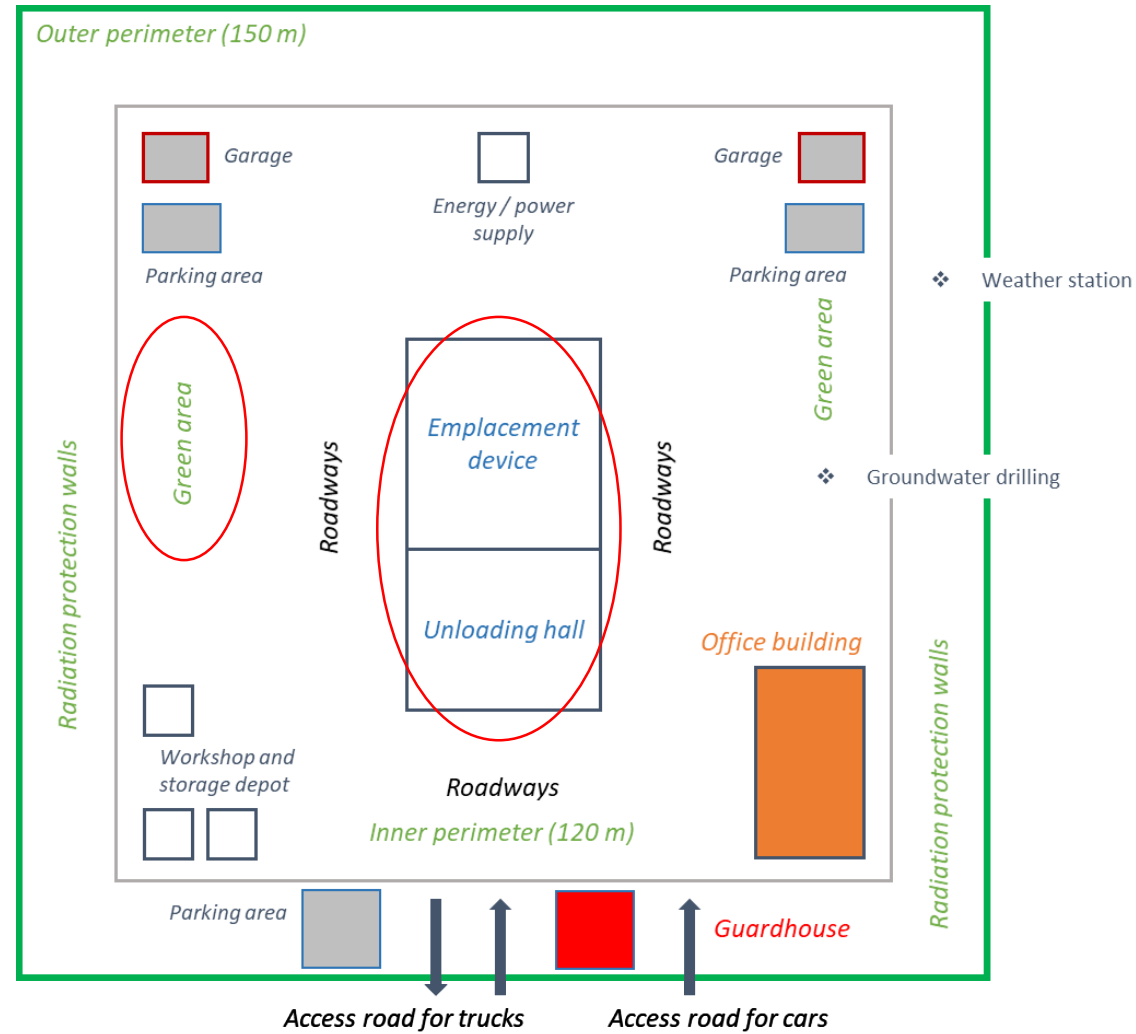 Outer perimeter (150 m)
Garage
Garage
Energy / power
supply
Parking area
Parking area
Weather station
Green area
Green area
Emplacement
device
Roadways
Roadways
Groundwater drilling
Radiation protection walls
Unloading hall
Office building
Radiation protection walls
Workshop and
storage depot
Roadways
Inner perimeter (120 m)
Parking area
Guardhouse
Access road for trucks
Access road for cars